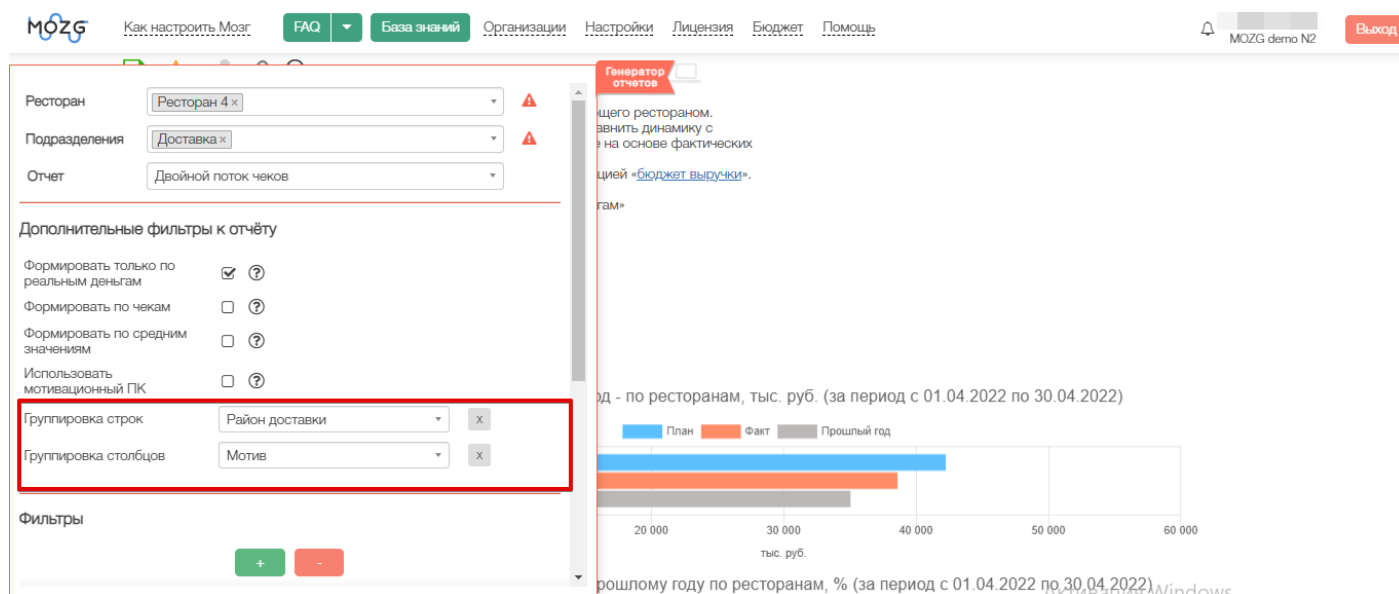 MOZG Как настроить Мозг FAQ База знаний Организации Настройки Лицензия Бюджет Помощь MOZG demo N2 Выход
Генератор
отчетов
Ресторан Ресторан 4 ×
Подразделения Доставка ×
Отчет Двойной поток чеков
Дополнительные фильтры к отчёту
Формировать только по
реальным деньгам
Формировать по чекам
Формировать по средним
значениям
Использовать
мотивационный ПК
Группировка строк Район доставки x
Группировка столбцов Мотив x
Фильтры
+ -
щего рестораном.
авнить динамику с
на основе фактических
цией «бюджет выручки».
гам»
од - по ресторанам, тыс. руб. (за период с 01.04.2022 по 30.04.2022)
План Факт Прошлый год
20 000 30 000 40 000 50 000 60 000
тыс. руб.
рошлому году по ресторанам, % (за период с 01.04.2022 по 30.04.2022)
Активация Windows